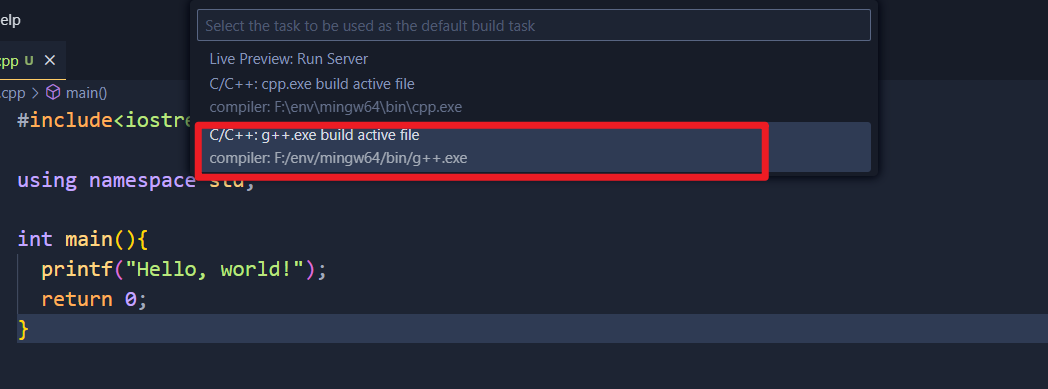 elp
Select the task to be used as the default build task
Live Preview: Run Server
cpp U ×
C/C++: cpp.exe build active file
.cpp > main()
compiler: F:\env\mingw64\bin\cpp.exe
#include<iostre
C/C++: g++.exe build active file
compiler: F:/env/mingw64/bin/g++.exe
using namespace std;
int main(){
printf("Hello, world!");
return 0;
}